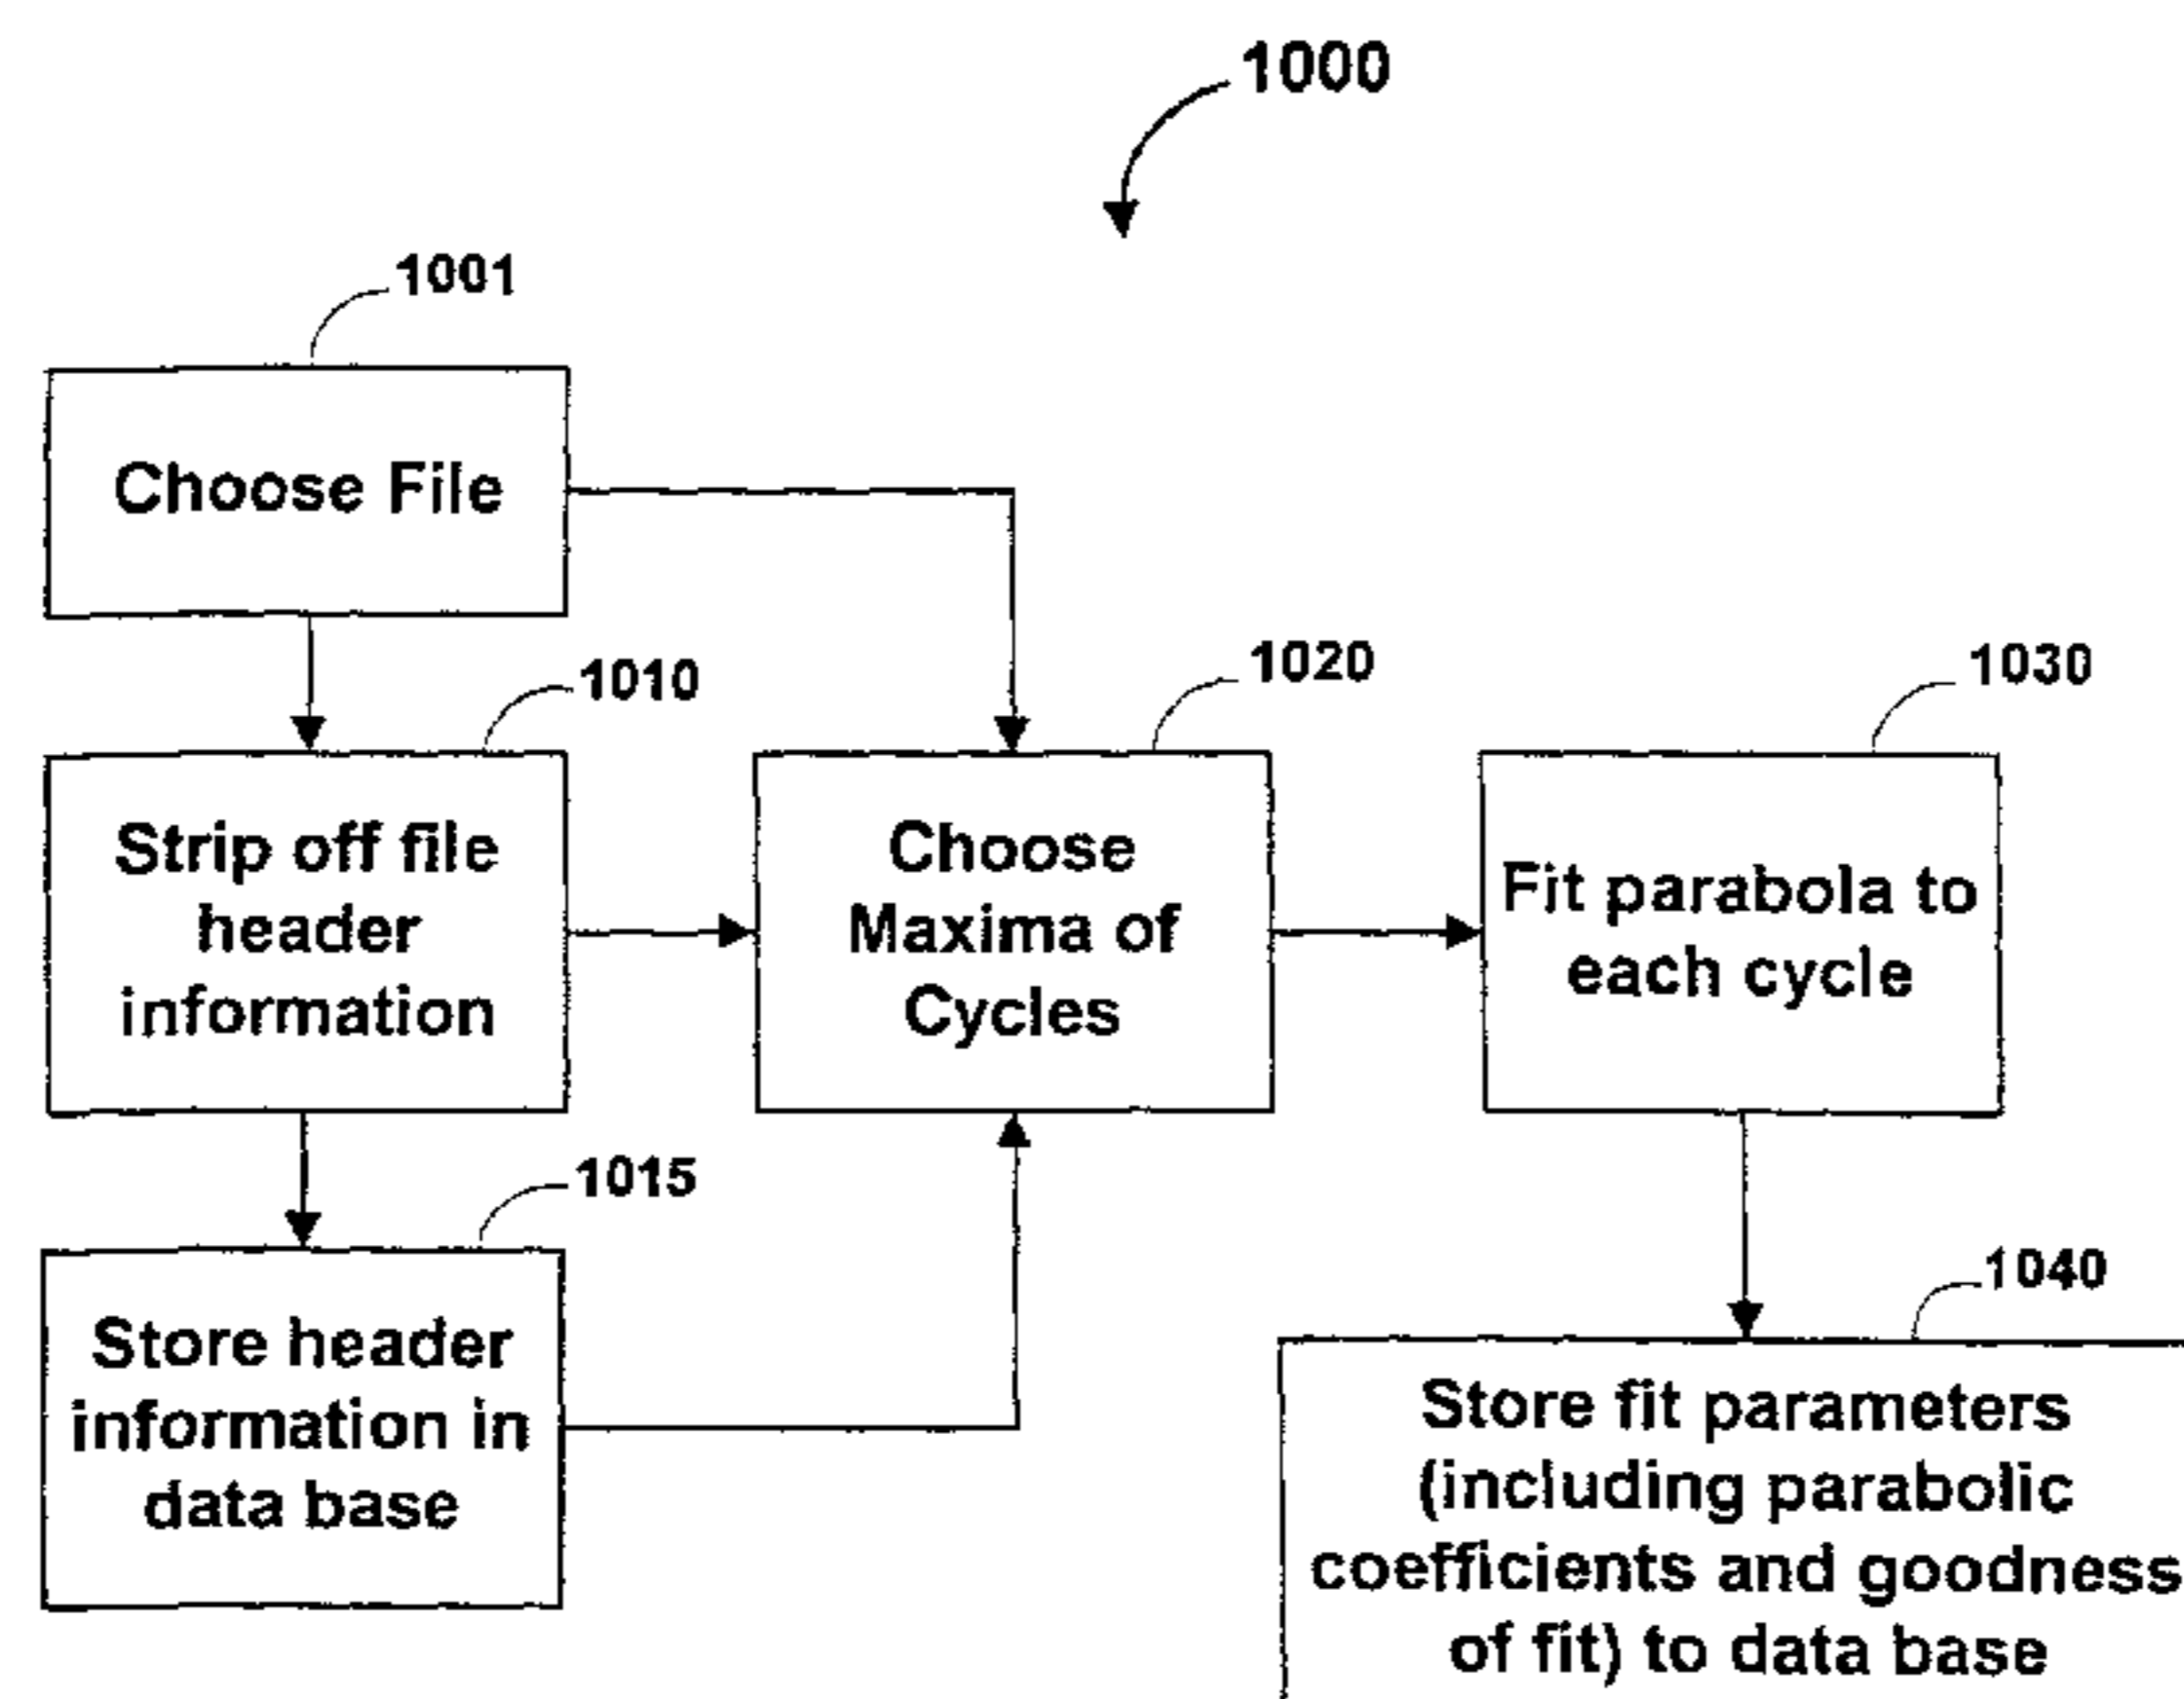 1000
1001
Choose File
1010
Strip off file
header
information
1020
Choose
Maxima of
Cycles
1030
Fit parabola to
each cycle
1015
Store header
information in
data base
1040
Store fit parameters
(including parabolic
coefficients and goodness
of fit) to data base